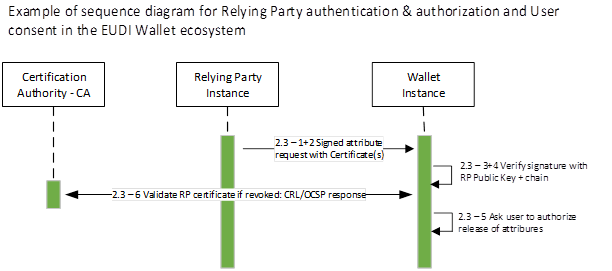 Example of sequence diagram for Relying Party authentication & authorization and User
consent in the EUDI Wallet ecosystem
Certification
Authority - CA
Relying Party
Instance
Wallet
Instance
2.3 – 1+2 Signed attribute
request with Certificate(s)
2.3 – 3+4 Verify signature with
RP Public Key + chain
2.3 – 6 Validate RP certificate if revoked: CRL/OCSP response
2.3 – 5 Ask user to authorize
release of attribures